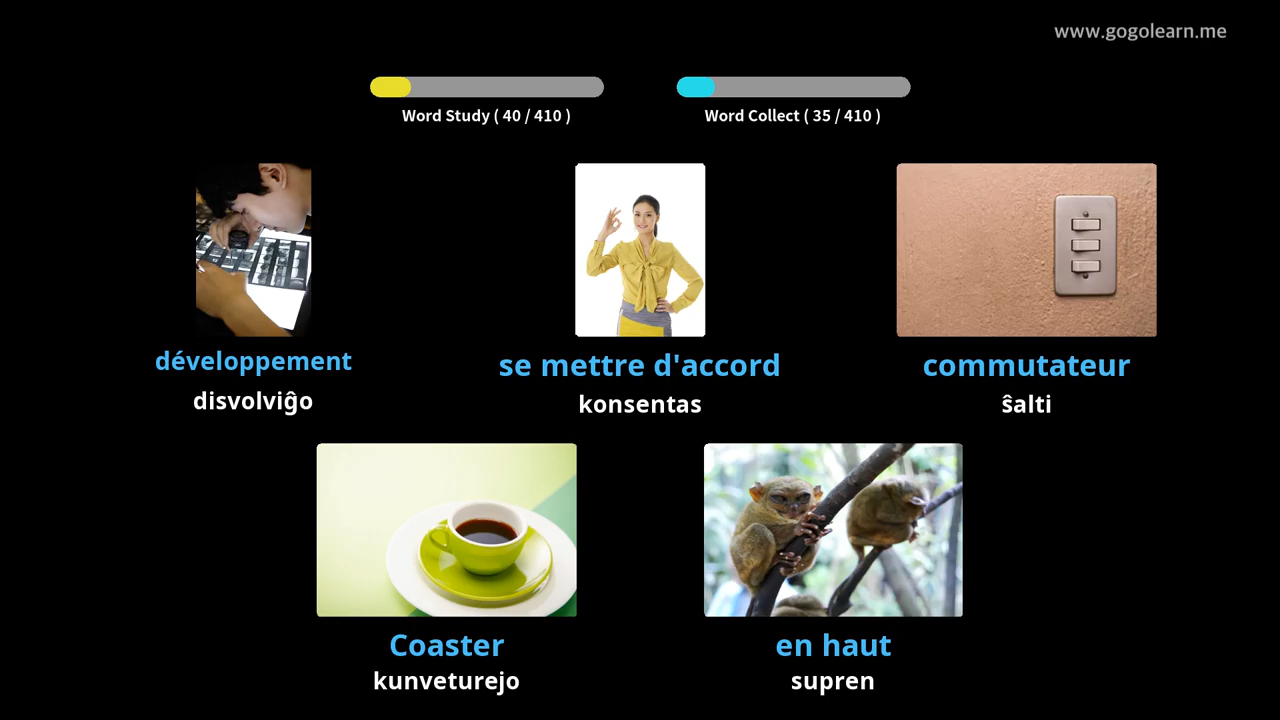 www.gogolearn.me
Word Study ( 40 / 410 )
Word Collect ( 35 / 410 )
développement
disvolviĝo
se mettre d'accord
konsentas
commutateur
ŝalti
Coaster
kunveturejo
en haut
supren